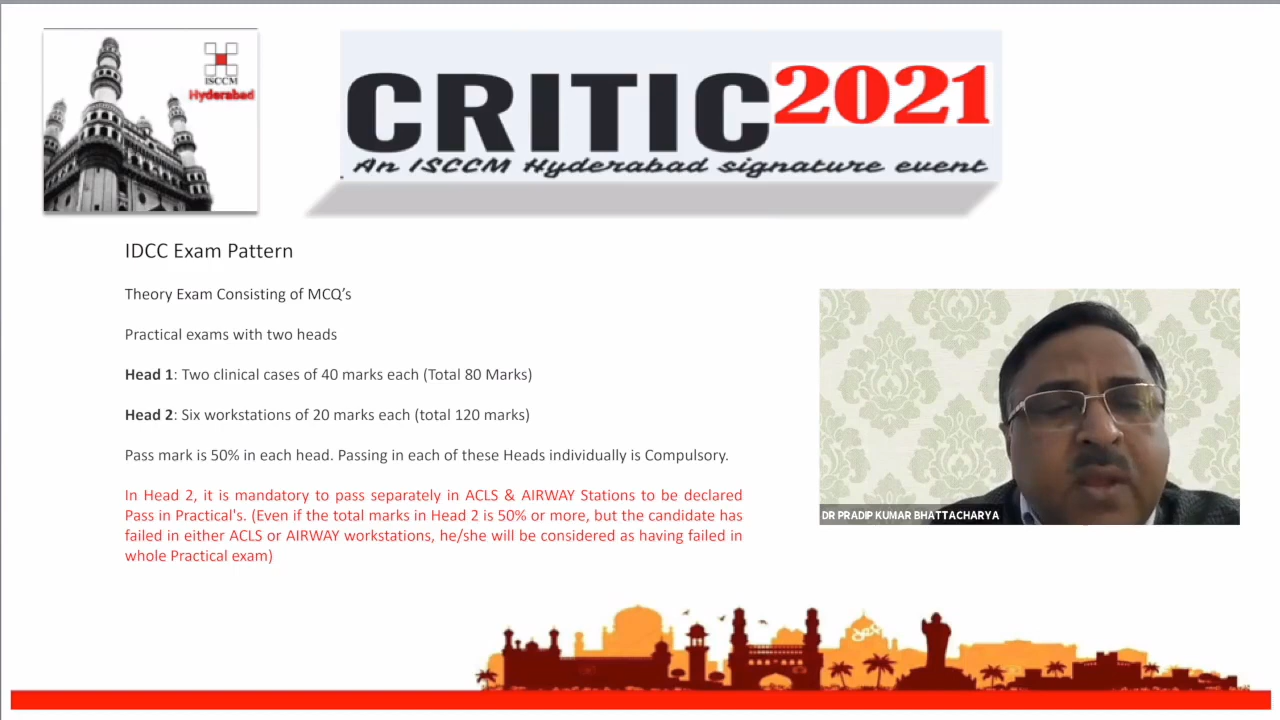 ISCCM
Hyderabad
CRITIC2021
An ISCCM Hyderabad signature event
IDCC Exam Pattern
Theory Exam Consisting of MCQ's
Practical exams with two heads
Head 1: Two clinical cases of 40 marks each (Total 80 Marks)
Head 2: Six workstations of 20 marks each (total 120 marks)
Pass mark is 50% in each head. Passing in each of these Heads individually is Compulsory.
In Head 2, it is mandatory to pass separately in ACLS & AIRWAY Stations to be declared
Pass in Practical's. (Even if the total marks in Head 2 is 50% or more, but the candidate has
failed in either ACLS or AIRWAY workstations, he/she will be considered as having failed in
whole Practical exam)
DR PRADIP KUMAR BHATTACHARYA